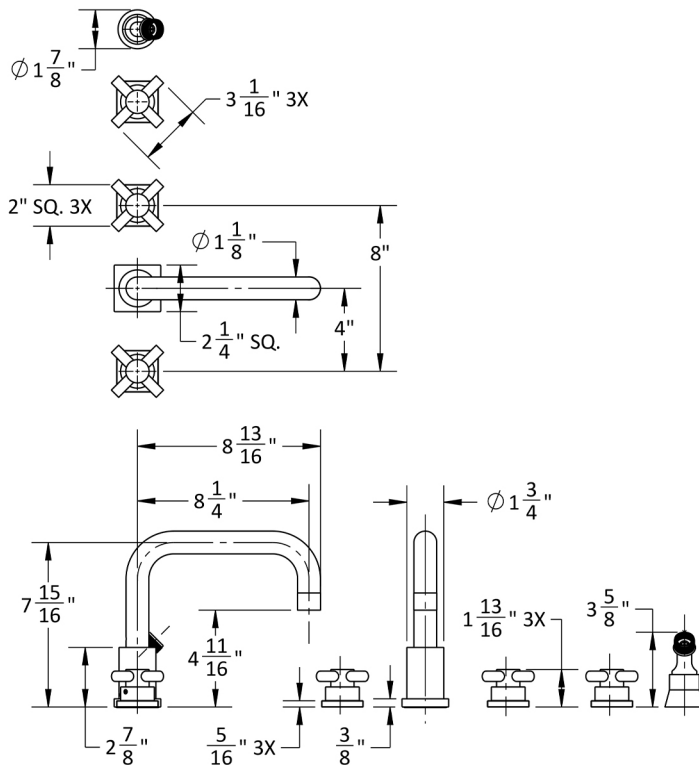 Ø 1 7/8"
3 1/16" 3X
2" SQ. 3X
Ø 1 1/8"
8"
4"
2 1/4" SQ.
8 13/16"
8 1/4"
Ø 1 3/4"
7 15/16"
4 11/16"
1 13/16" 3X
3 5/8"
2 7/8"
5/16" 3X
3/8"